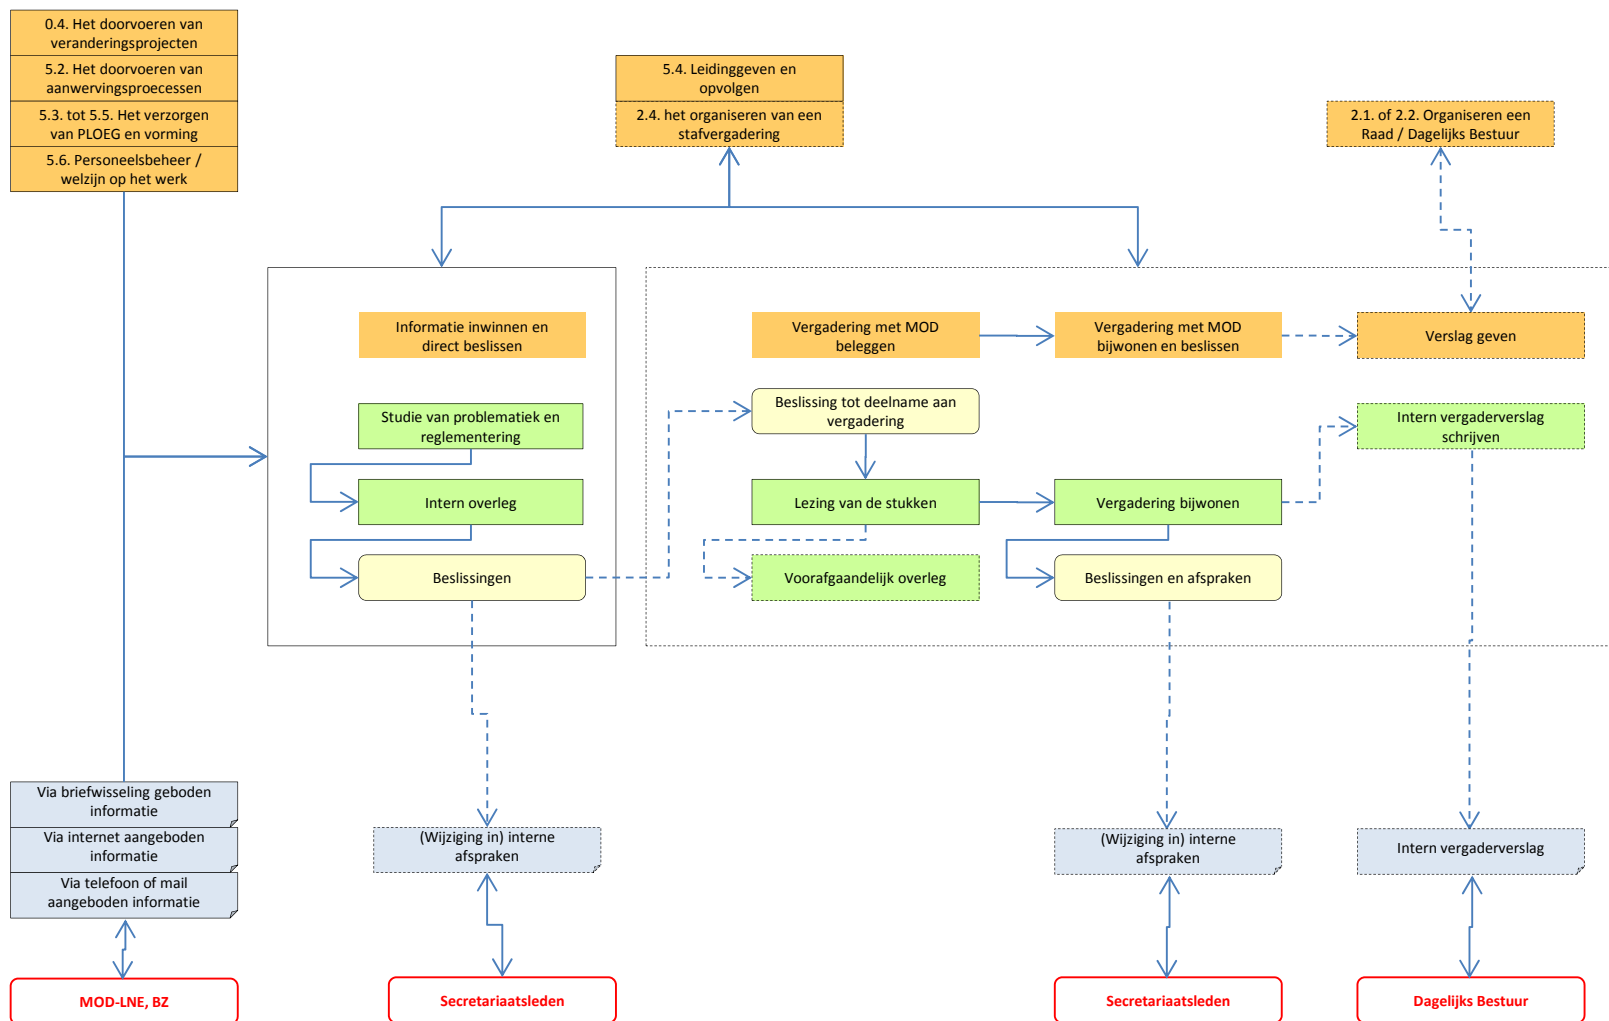 0.4. Het doorvoeren van
veranderingsprojecten
5.2. Het doorvoeren van
aanwervingsproecessen
5.3. tot 5.5. Het verzorgen
van PLOEG en vorming
5.6. Personeelsbeheer /
welzijn op het werk
5.4. Leidinggeven en
opvolgen
2.4. het organiseren van een
stafvergadering
2.1. of 2.2. Organiseren een
Raad / Dagelijks Bestuur
Informatie inwinnen en
direct beslissen
Vergadering met MOD
beleggen
Vergadering met MOD
bijwonen en beslissen
Verslag geven
Studie van problematiek en
reglementering
Beslissing tot deelname aan
vergadering
Intern vergaderverslag
schrijven
Intern overleg
Lezing van de stukken
Vergadering bijwonen
Beslissingen
Voorafgaandelijk overleg
Beslissingen en afspraken
Via briefwisseling geboden
informatie
Via internet aangeboden
informatie
Via telefoon of mail
aangeboden informatie
(Wijziging in) interne
afspraken
(Wijziging in) interne
afspraken
Intern vergaderverslag
MOD-LNE, BZ
Secretariaatsleden
Secretariaatsleden
Dagelijks Bestuur